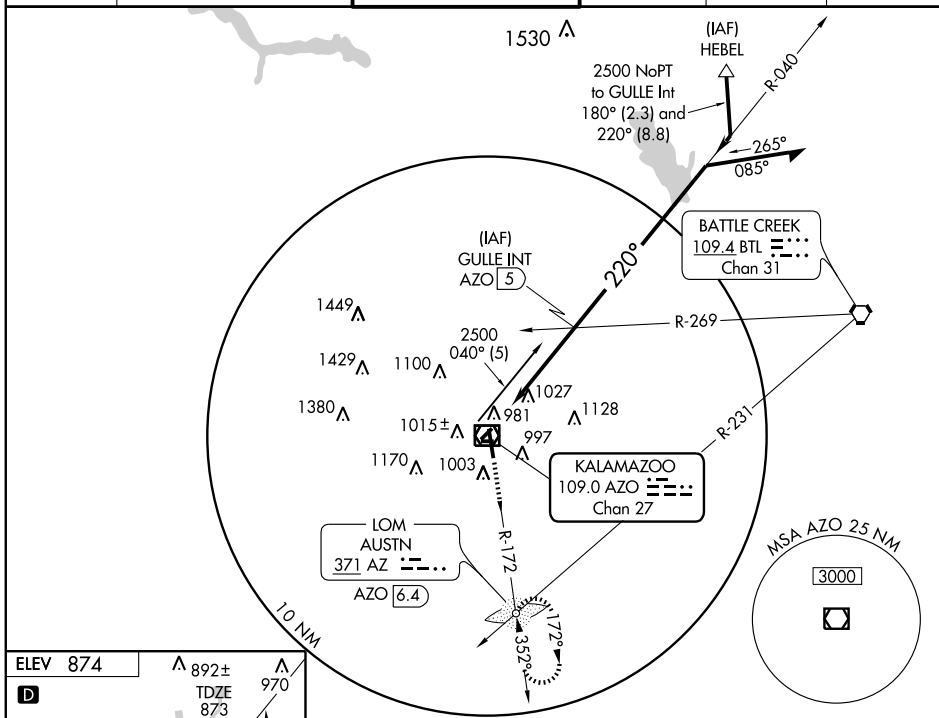 1530
(IAF)
HEBEL
2500 NoPT
to GULLE Int
180° (2.3) and
220° (8.8)
R-040
265°
085°
BATTLE CREEK
109.4 BTL
Chan 31
(IAF)
GULLE INT
AZO 5
220°
R-269
1449
2500
040° (5)
1429
1100
1027
1380
981
1128
1015±
R-231
997
1170
1003
KALAMAZOO
109.0 AZO
Chan 27
LOM
AUSTN
371 AZ
AZO 6.4
R-172
MSA AZO 25 NM
3000
172°
352°
10 NM
ELEV 874
892±
970
D
TDZE
873